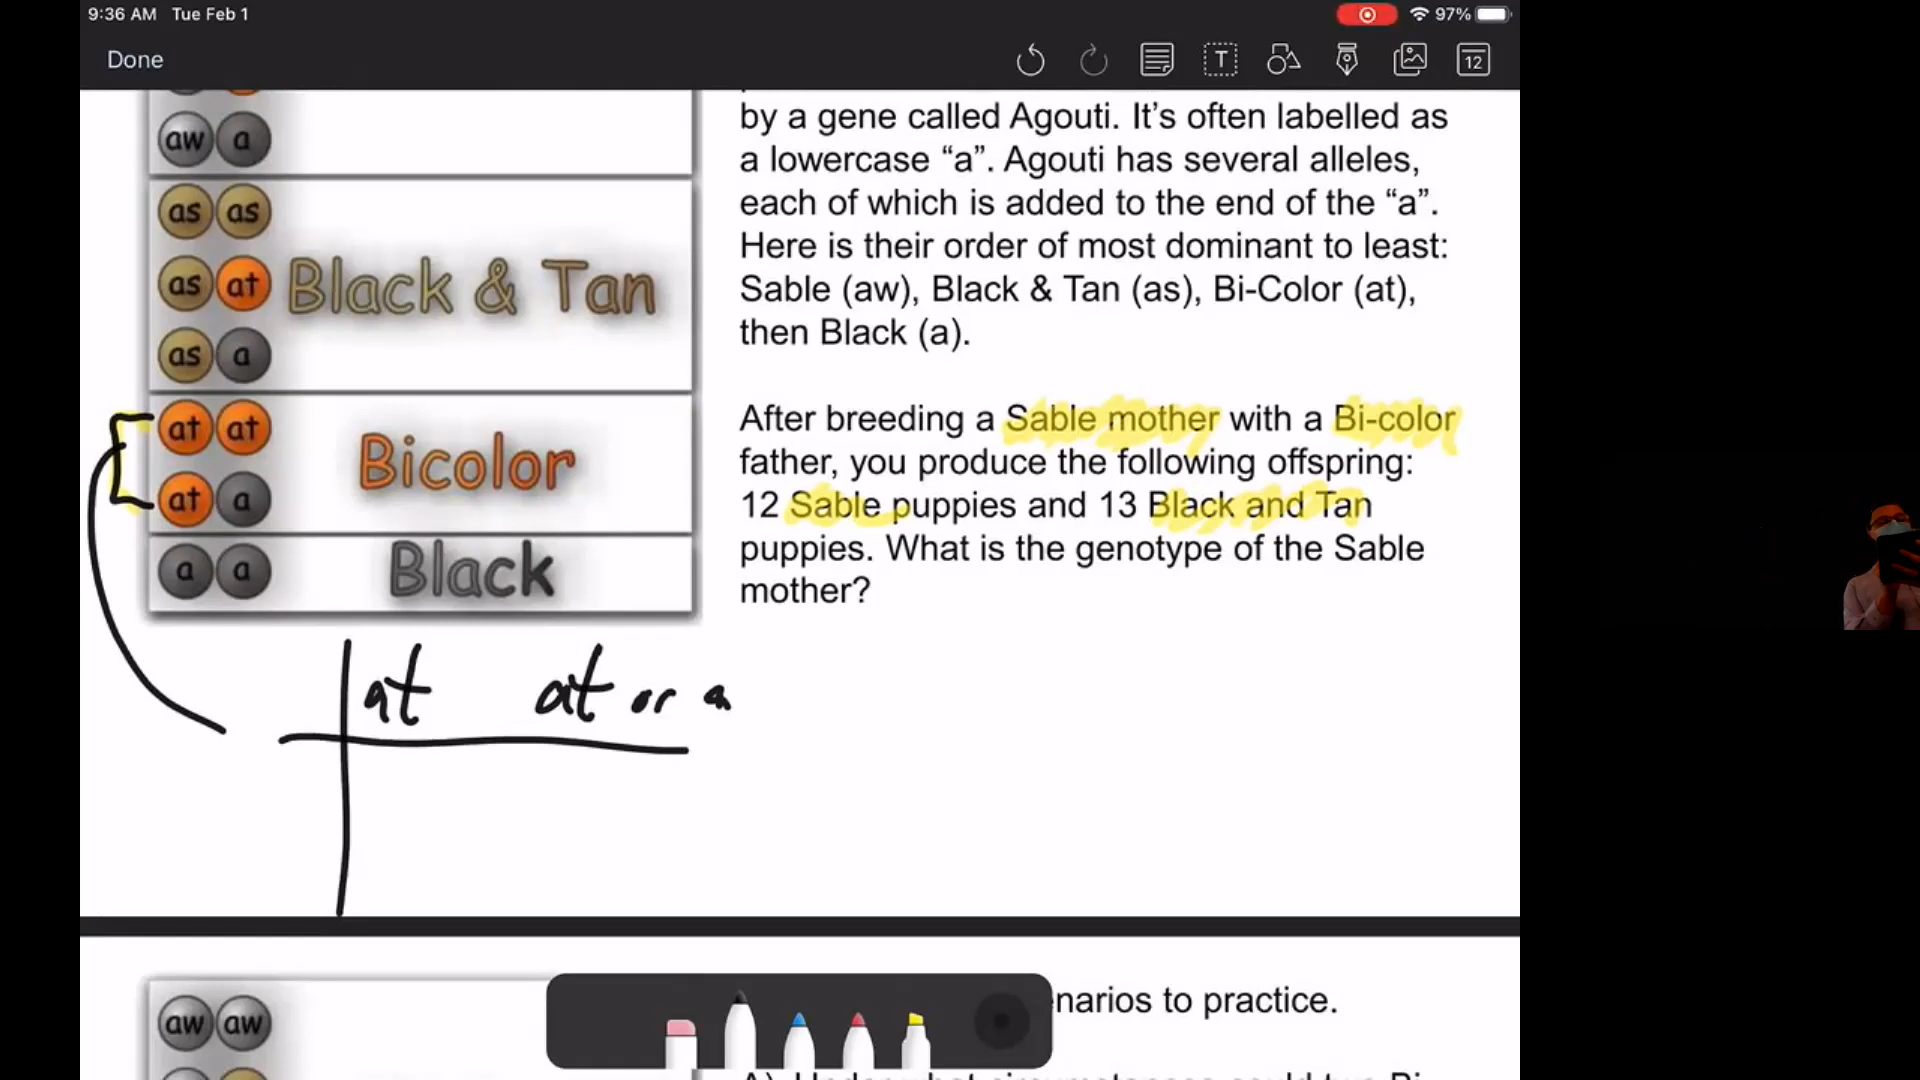 9:36 AM Tue Feb 1
97%
Done
T
12
aw a
as as
as at
as a
Black & Tan
at at
at a
Bicolor
a a
Black
by a gene called Agouti. It’s often labelled as
a lowercase “a”. Agouti has several alleles,
each of which is added to the end of the “a”.
Here is their order of most dominant to least:
Sable (aw), Black & Tan (as), Bi-Color (at),
then Black (a).
After breeding a Sable mother with a Bi-color
father, you produce the following offspring:
12 Sable puppies and 13 Black and Tan
puppies. What is the genotype of the Sable
mother?
at at or a
aw aw
enarios to practice.